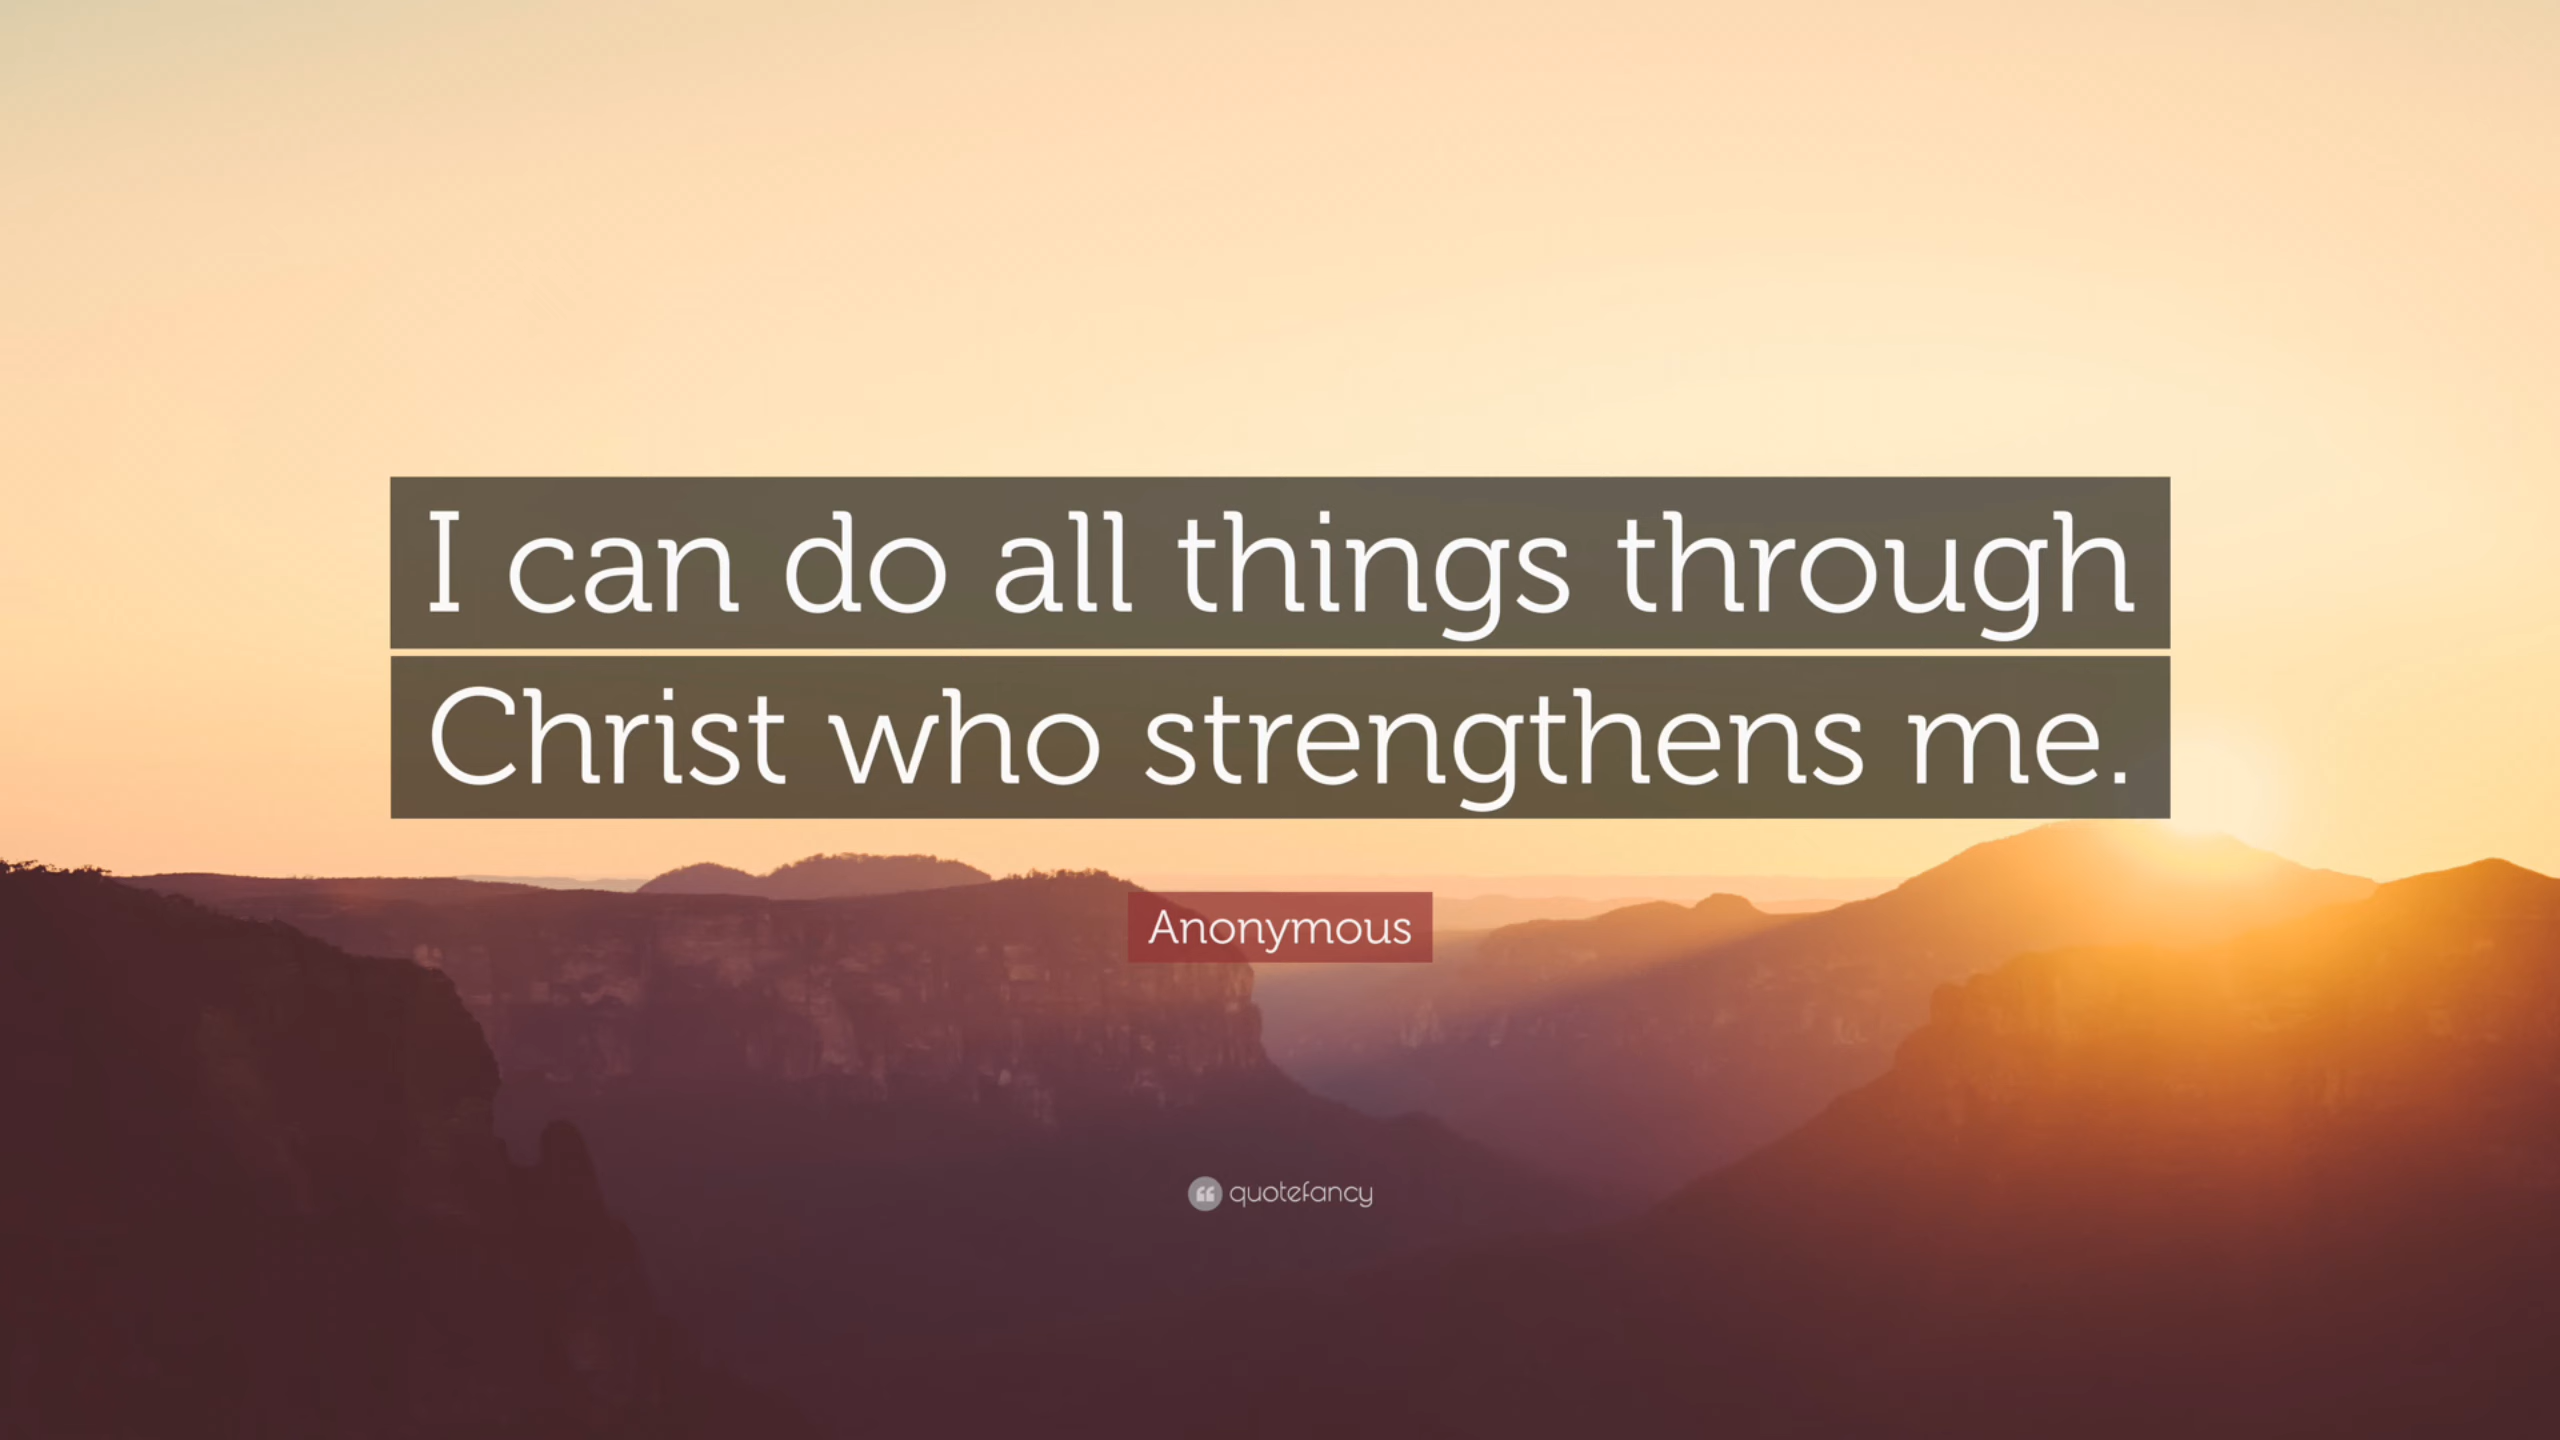 I can do all things through
Christ who strengthens me.
Anonymous
quotefancy